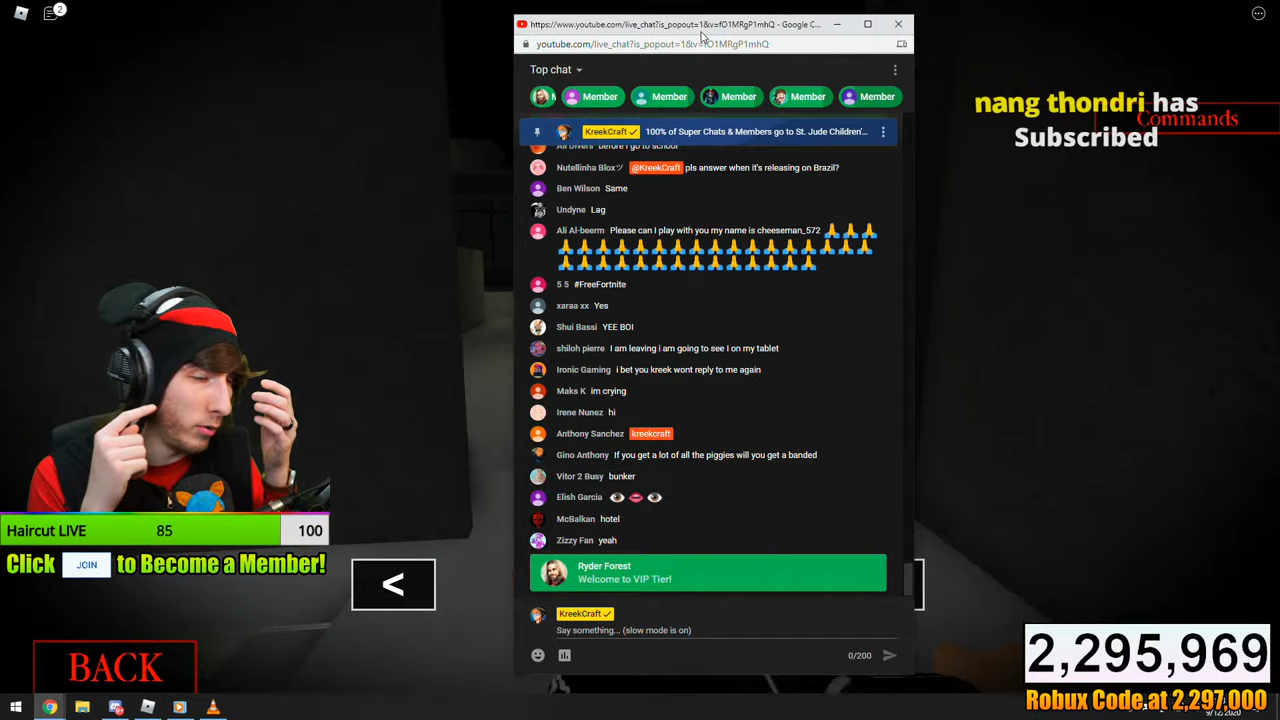 2
https://www.youtube.com/live_chat?is_popout=1&v=fO1MRgP1mhQ - Google C...
youtube.com/live_chat?is_popout=1&v=fO1MRgP1mhQ
Top chat
Member Member Member Member Member
KreekCraft 100% of Super Chats & Members go to St. Jude Children'...
Ali Divers before i go to school
Nutellinha Bloxツ @KreekCraft pls answer when it's releasing on Brazil?
Ben Wilson Same
Undyne Lag
Ali Al-beerm Please can I play with you my name is cheeseman_572 🙏🙏🙏
🙏🙏🙏🙏🙏🙏🙏🙏🙏🙏🙏🙏🙏🙏🙏🙏🙏
🙏🙏🙏🙏🙏🙏🙏🙏🙏🙏🙏🙏🙏🙏
5 5 #FreeFortnite
xaraa xx Yes
Shui Bassi YEE BOI
shiloh pierre I am leaving i am going to see I on my tablet
Ironic Gaming i bet you kreek wont reply to me again
Maks K im crying
Irene Nunez hi
Anthony Sanchez kreekcraft
Gino Anthony If you get a lot of all the piggies will you get a banded
Vitor 2 Busy bunker
Elish Garcia 👁👄👁
McBalkan hotel
Zizzy Fan yeah
Ryder Forest
Welcome to VIP Tier!
KreekCraft
Say something... (slow mode is on)
0/200
nang thondri has
Subscribed
Commands
Haircut LIVE 85 100
Click JOIN to Become a Member!
<
BACK
2,295,969
Robux Code at 2,297,000
9/12/2020